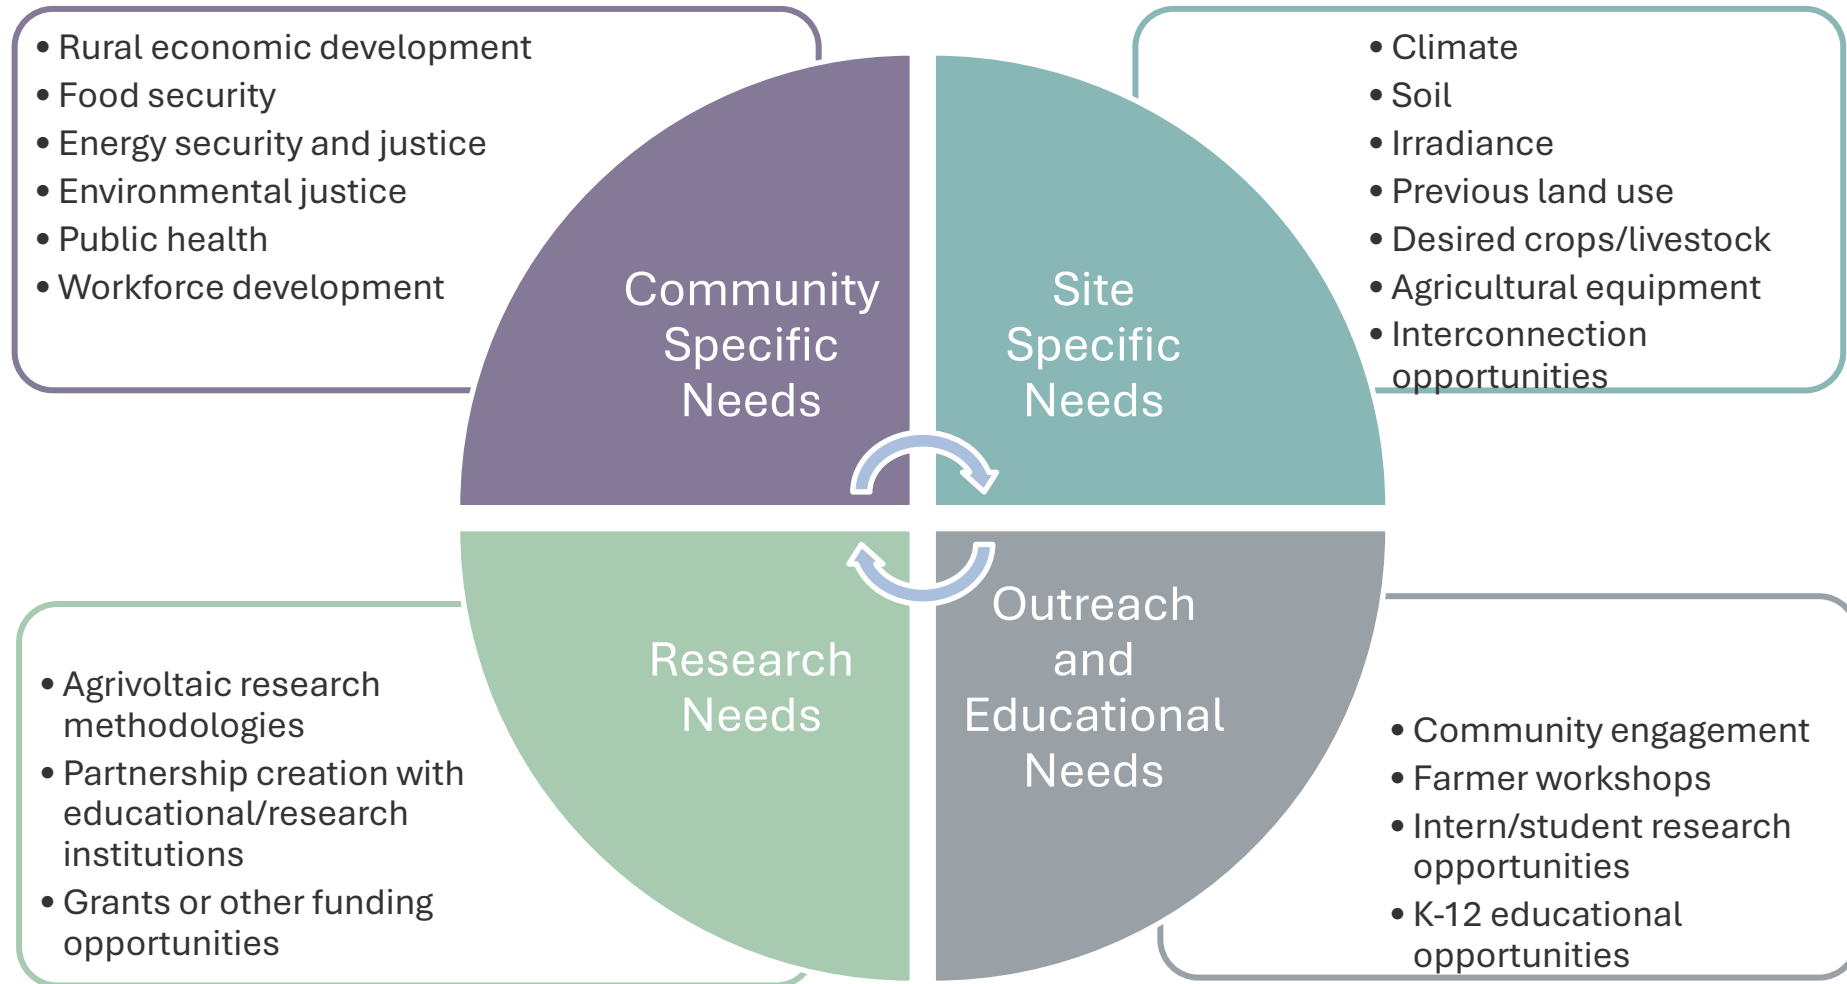 • Rural economic development
• Food security
• Energy security and justice
• Environmental justice
• Public health
• Workforce development
Community
Specific
Needs
Site
Specific
Needs
• Climate
• Soil
• Irradiance
• Previous land use
• Desired crops/livestock
• Agricultural equipment
• Interconnection
opportunities
• Agrivoltaic research
methodologies
• Partnership creation with
educational/research
institutions
• Grants or other funding
opportunities
Research
Needs
Outreach
and
Educational
Needs
• Community engagement
• Farmer workshops
• Intern/student research
opportunities
• K-12 educational
opportunities